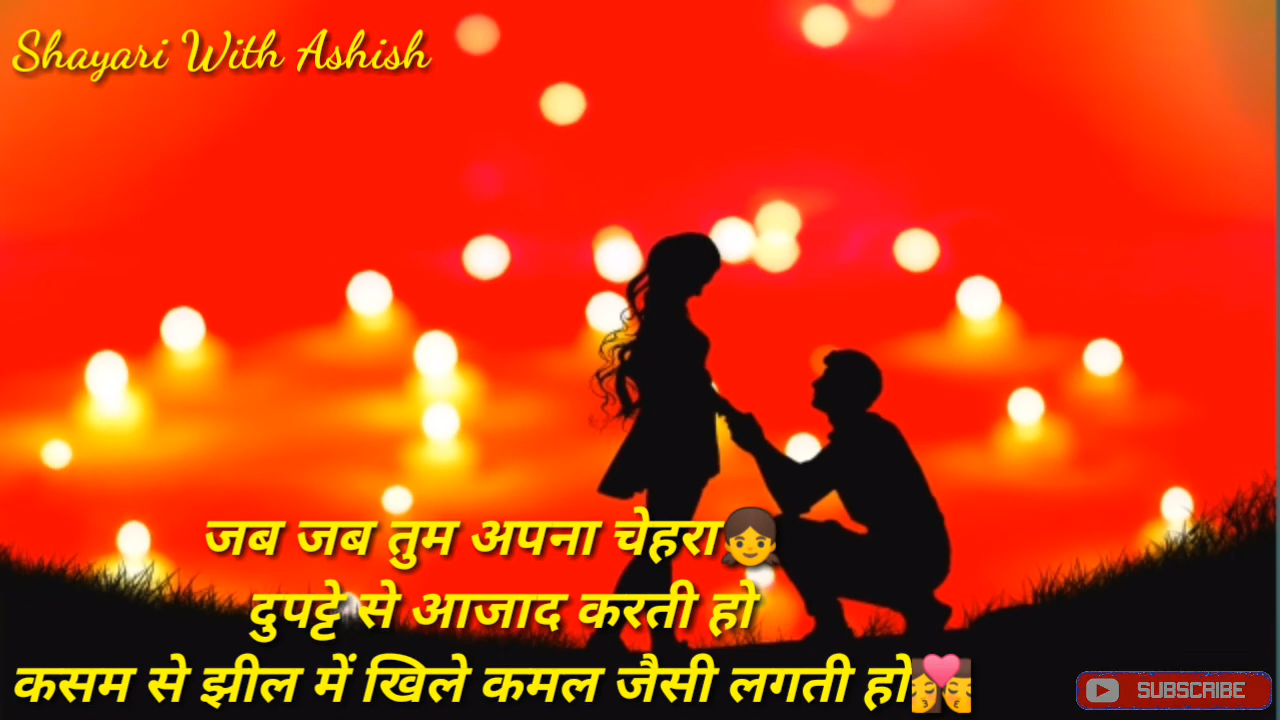 Shayari With Ashish
जब जब तुम अपना चेहरा👧
दुपट्टे से आजाद करती हो
कसम से झील में खिले कमल जैसी लगती हो💏
SUBSCRIBE